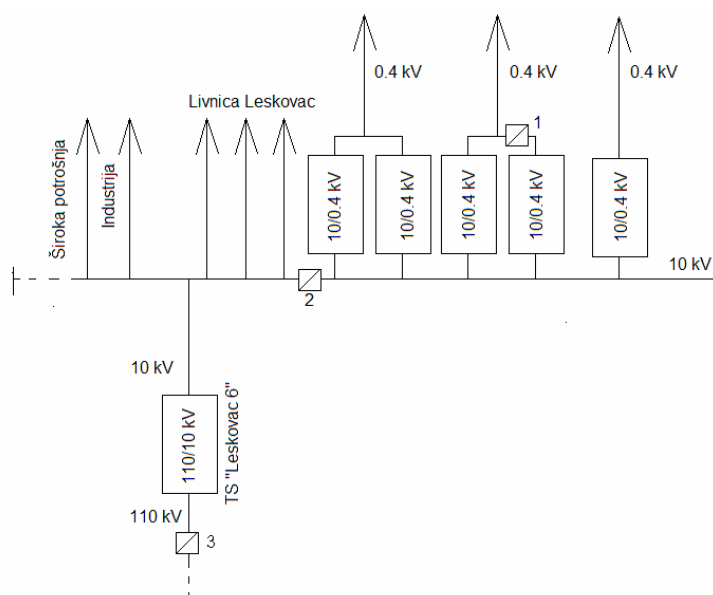 0.4 kV
0.4 kV
0.4 kV
Livnica Leskovac
1
Široka potrošnja
Industrija
10/0.4 kV
10/0.4 kV
10/0.4 kV
10/0.4 kV
10/0.4 kV
10 kV
2
10 kV
110/10 kV
TS "Leskovac 6"
110 kV
3